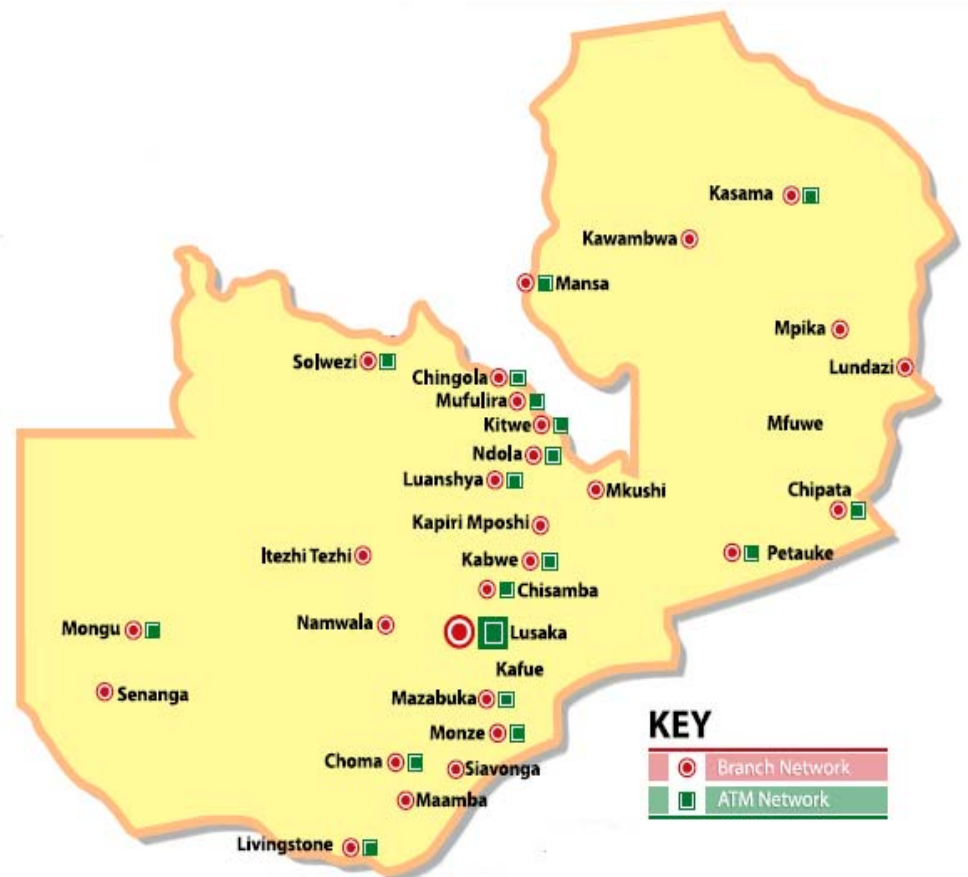 Kasama
Kawambwa
Mansa
Mpika
Solwezi
Lundazi
Chingola
Mufulira
Kitwe
Mfuwe
Ndola
Luanshya
Mkushi
Chipata
Kapiri Mposhi
Itezhi Tezhi
Kabwe
Petauke
Chisamba
Mongu
Namwala
Lusaka
Kafue
Senanga
Mazabuka
KEY
Monze
Choma
Siavonga
Branch Network
Maamba
ATM Network
Livingstone